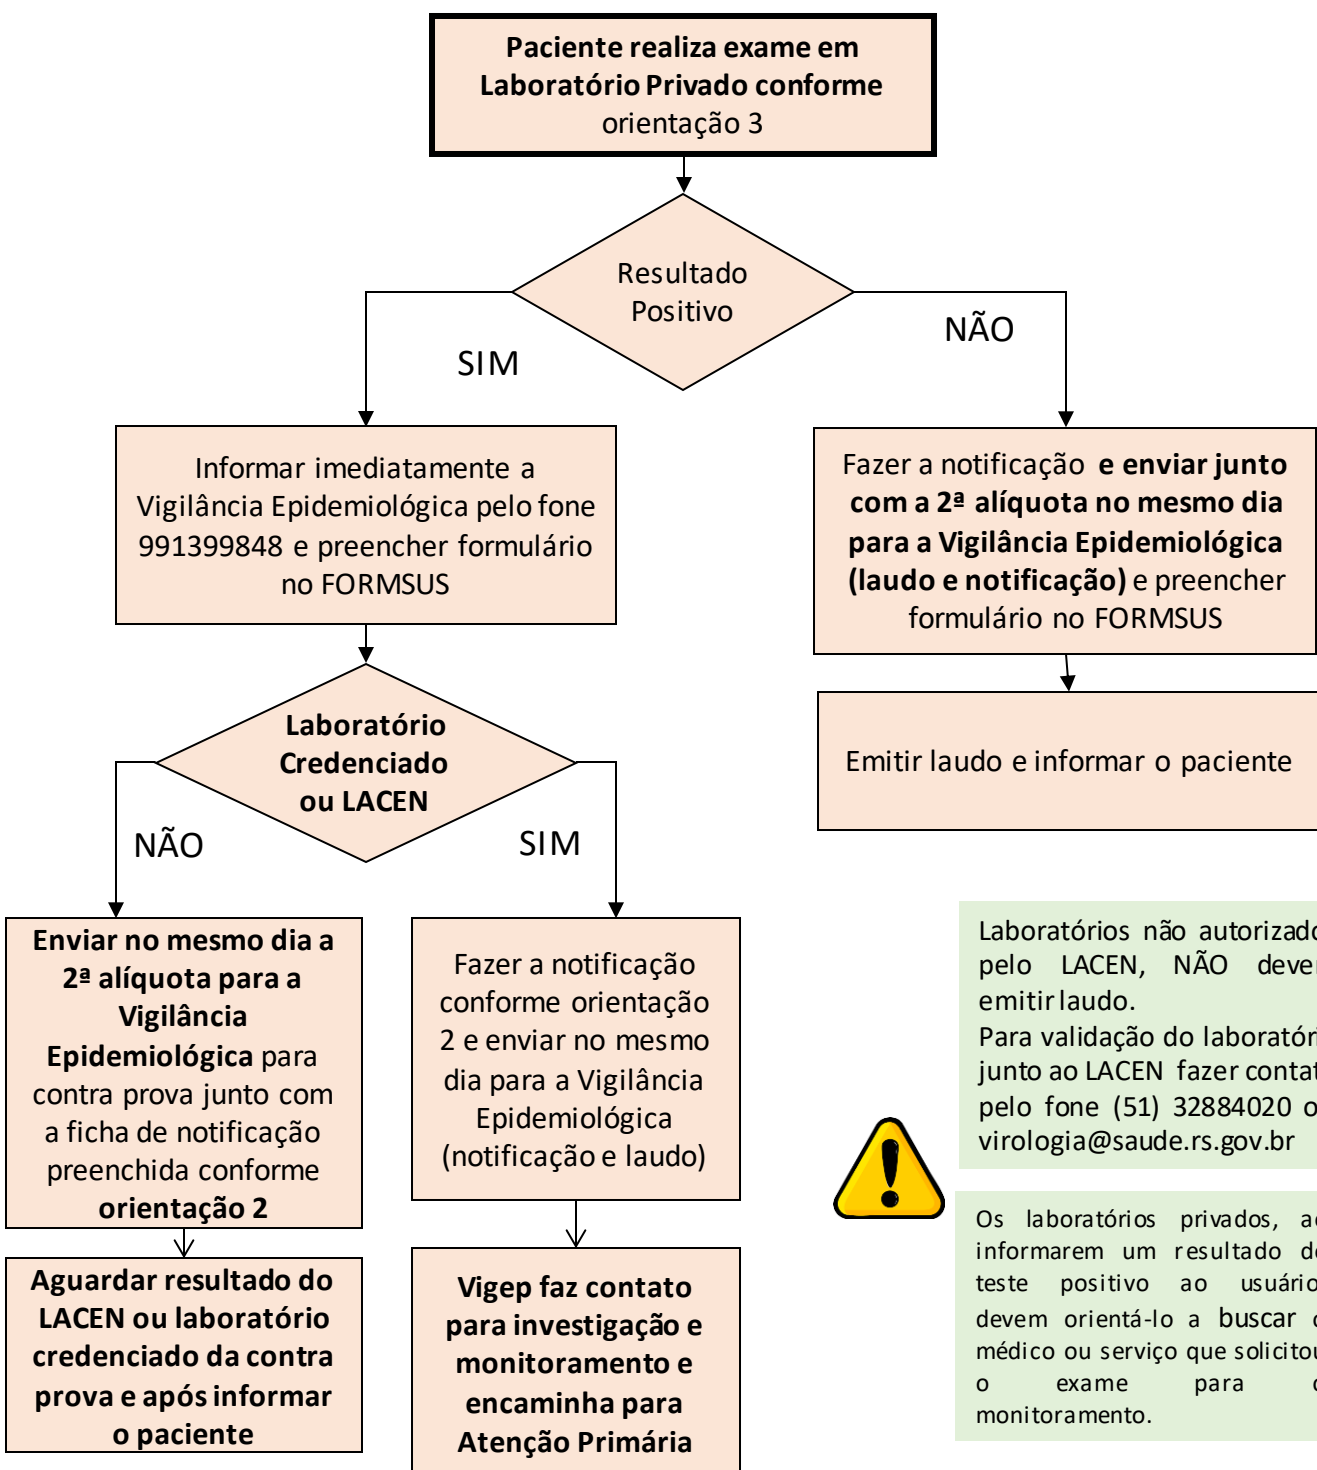 Paciente realiza exame em
Laboratório Privado conforme
orientação 3
Resultado
Positivo
SIM
NÃO
Informar imediatamente a
Vigilância Epidemiológica pelo fone
991399848 e preencher formulário
no FORMSUS
Fazer a notificação e enviar junto
com a 2ª alíquota no mesmo dia
para a Vigilância Epidemiológica
(laudo e notificação) e preencher
formulário no FORMSUS
Laboratório
Credenciado
ou LACEN
Emitir laudo e informar o paciente
NÃO
SIM
Enviar no mesmo dia a
2ª alíquota para a
Vigilância
Epidemiológica para
contra prova junto com
a ficha de notificação
preenchida conforme
orientação 2
Fazer a notificação
conforme orientação
2 e enviar no mesmo
dia para a Vigilância
Epidemiológica
(notificação e laudo)
Aguardar resultado do
LACEN ou laboratório
credenciado da contra
prova e após informar
o paciente
Vigep faz contato
para investigação e
monitoramento e
encaminha para
Atenção Primária
Laboratórios não
pelo LACEN, NÃO
emitir laudo.
Para validação do
junto ao LACEN fazer
pelo fone (51) 32884020
virologia@saude.rs.gov.br
Os laboratórios privados,
informarem um resultado
teste positivo ao usuário
devem orientá-lo a buscar
médico ou serviço que solicitou
o exame para
monitoramento.